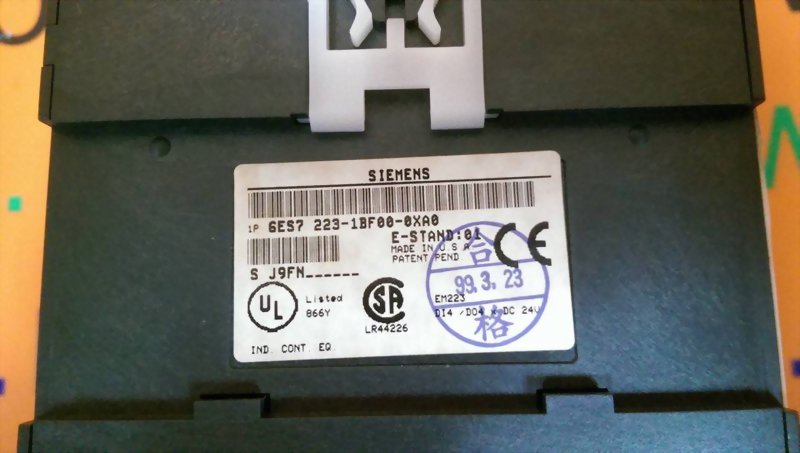 SIEMENS
1P 6ES7 223-1BF00-0XA0
E-STAND:01
MADE IN U.S.A
PATENT PEND
CE
S J9FN______
UL
Listed
866Y
SA
LR44226
EM223
DI4 /DO4 x DC 24V
IND. CONT. EQ.
合
99.3.23
格